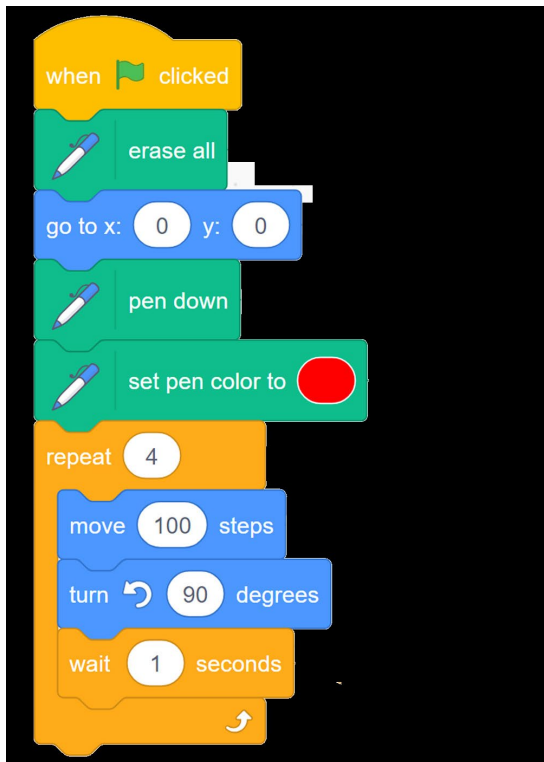 when clicked
erase all
go to x: 0 y: 0
pen down
set pen color to
repeat 4
move 100 steps
turn 90 degrees
wait 1 seconds